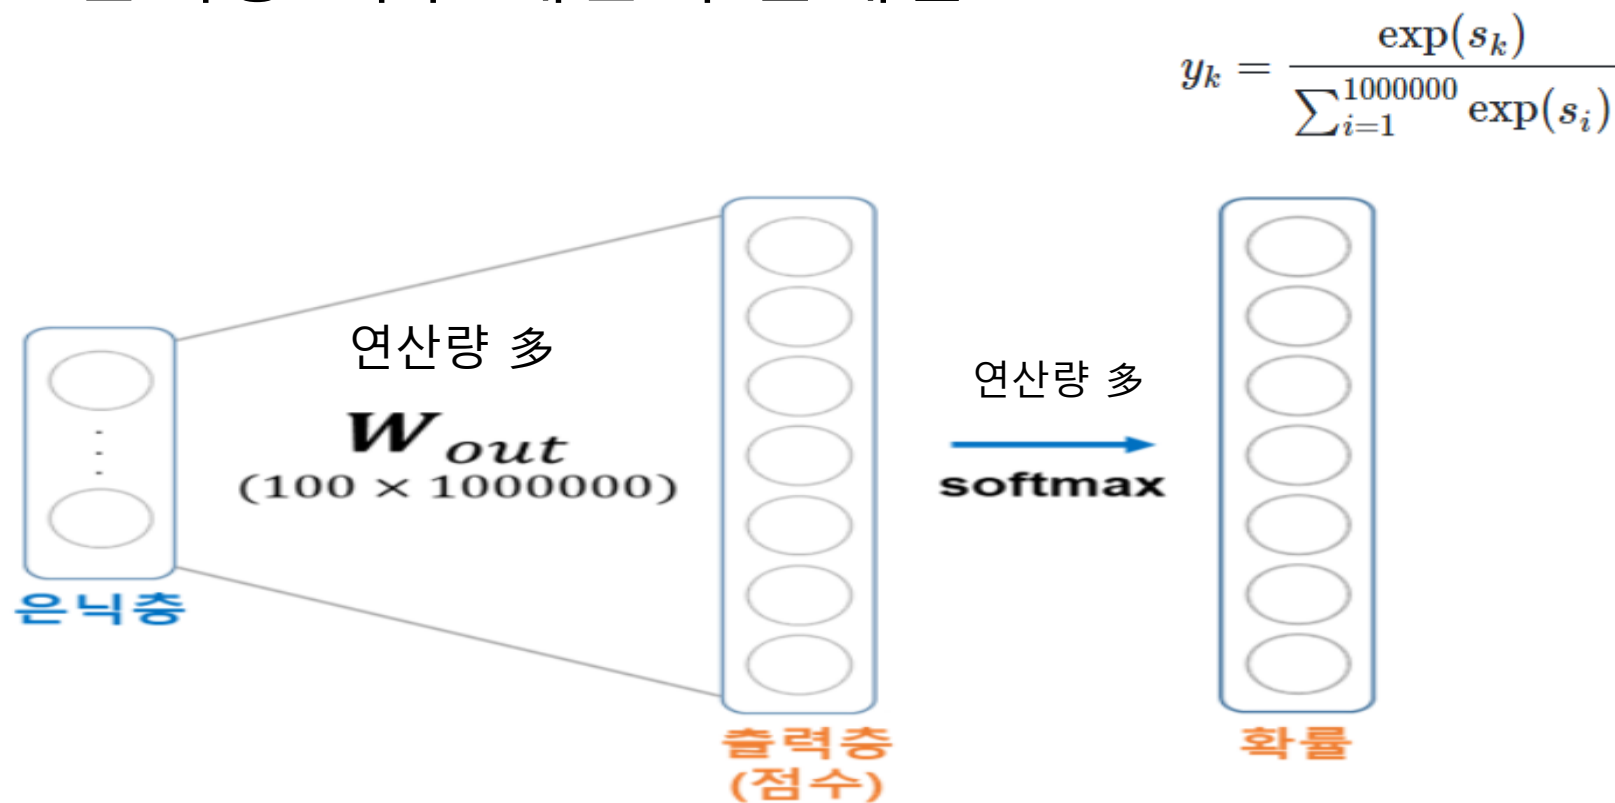 y_k = exp(s_k) / ∑_{i=1}^{1000000} exp(s_i)
연산량 多
연산량 多
W_out
(100 × 1000000)
softmax
은닉층
출력층
(점수)
확률